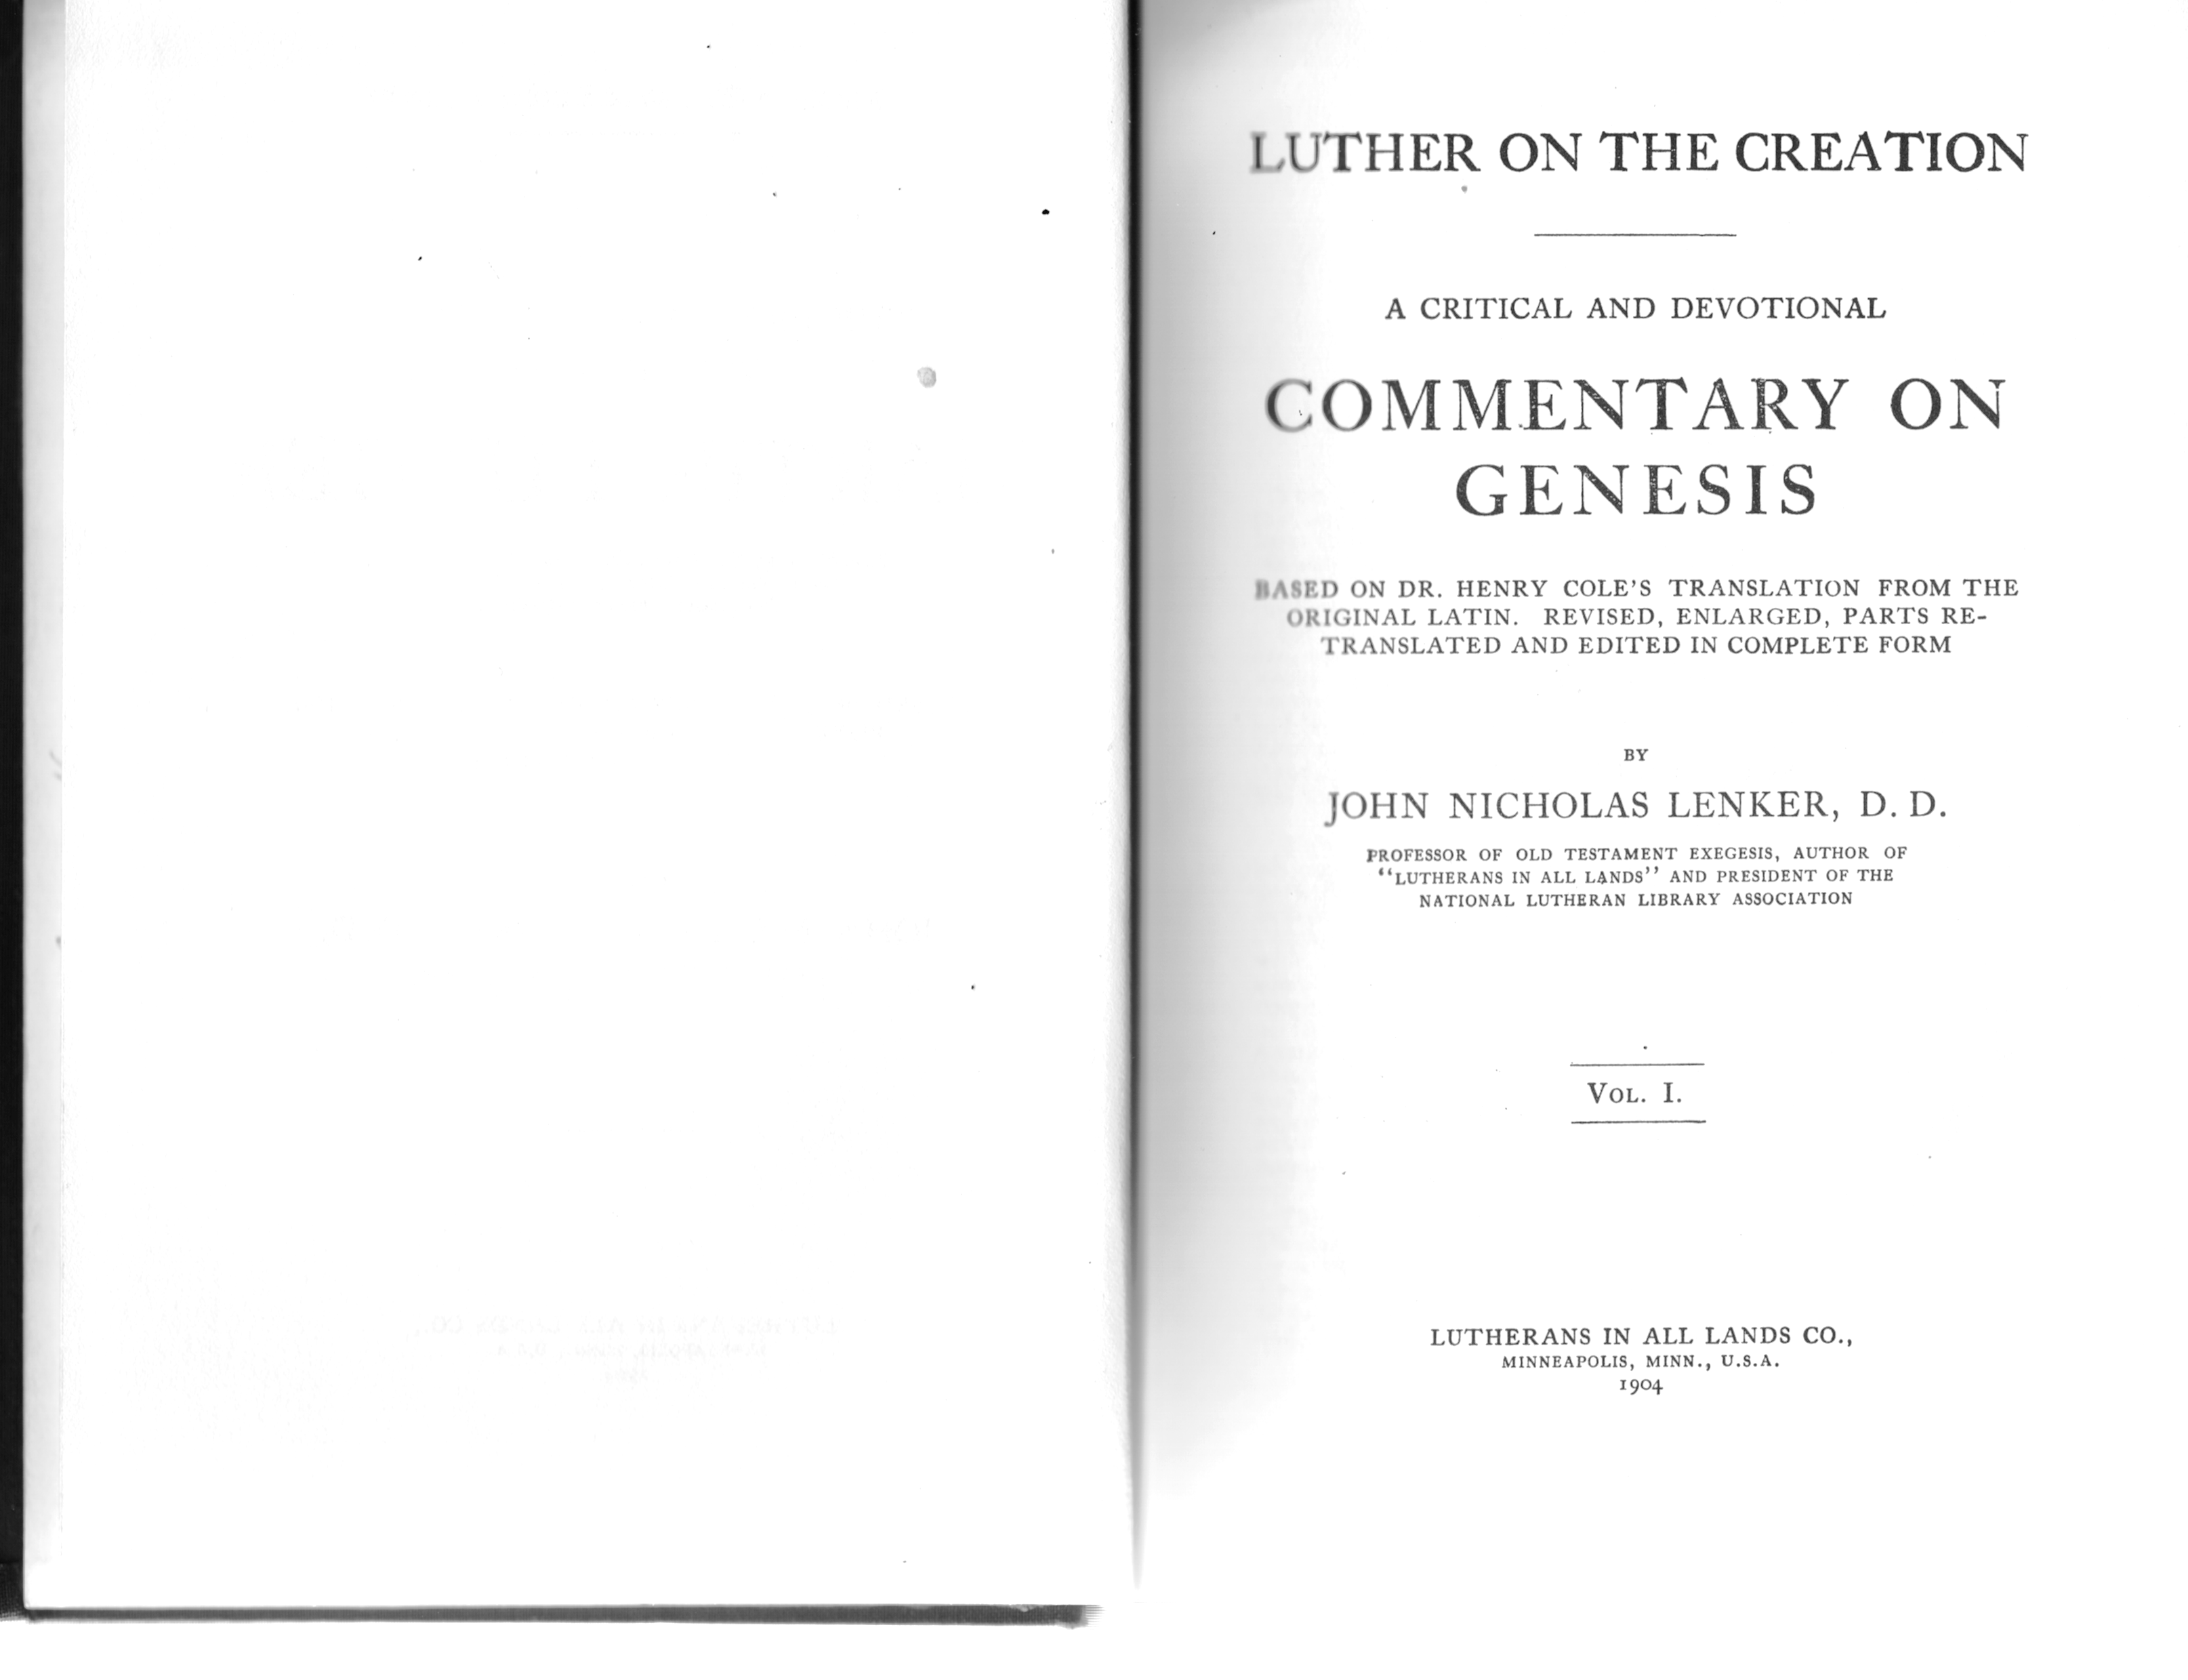 LUTHER ON THE CREATION
A CRITICAL AND DEVOTIONAL
COMMENTARY ON
GENESIS
BASED ON DR. HENRY COLE'S TRANSLATION FROM THE
ORIGINAL LATIN. REVISED, ENLARGED, PARTS RE-
TRANSLATED AND EDITED IN COMPLETE FORM
BY
JOHN NICHOLAS LENKER, D. D.
PROFESSOR OF OLD TESTAMENT EXEGESIS, AUTHOR OF
"LUTHERANS IN ALL LANDS" AND PRESIDENT OF THE
NATIONAL LUTHERAN LIBRARY ASSOCIATION
VOL. I.
LUTHERANS IN ALL LANDS CO.,
MINNEAPOLIS, MINN., U.S.A.
1904